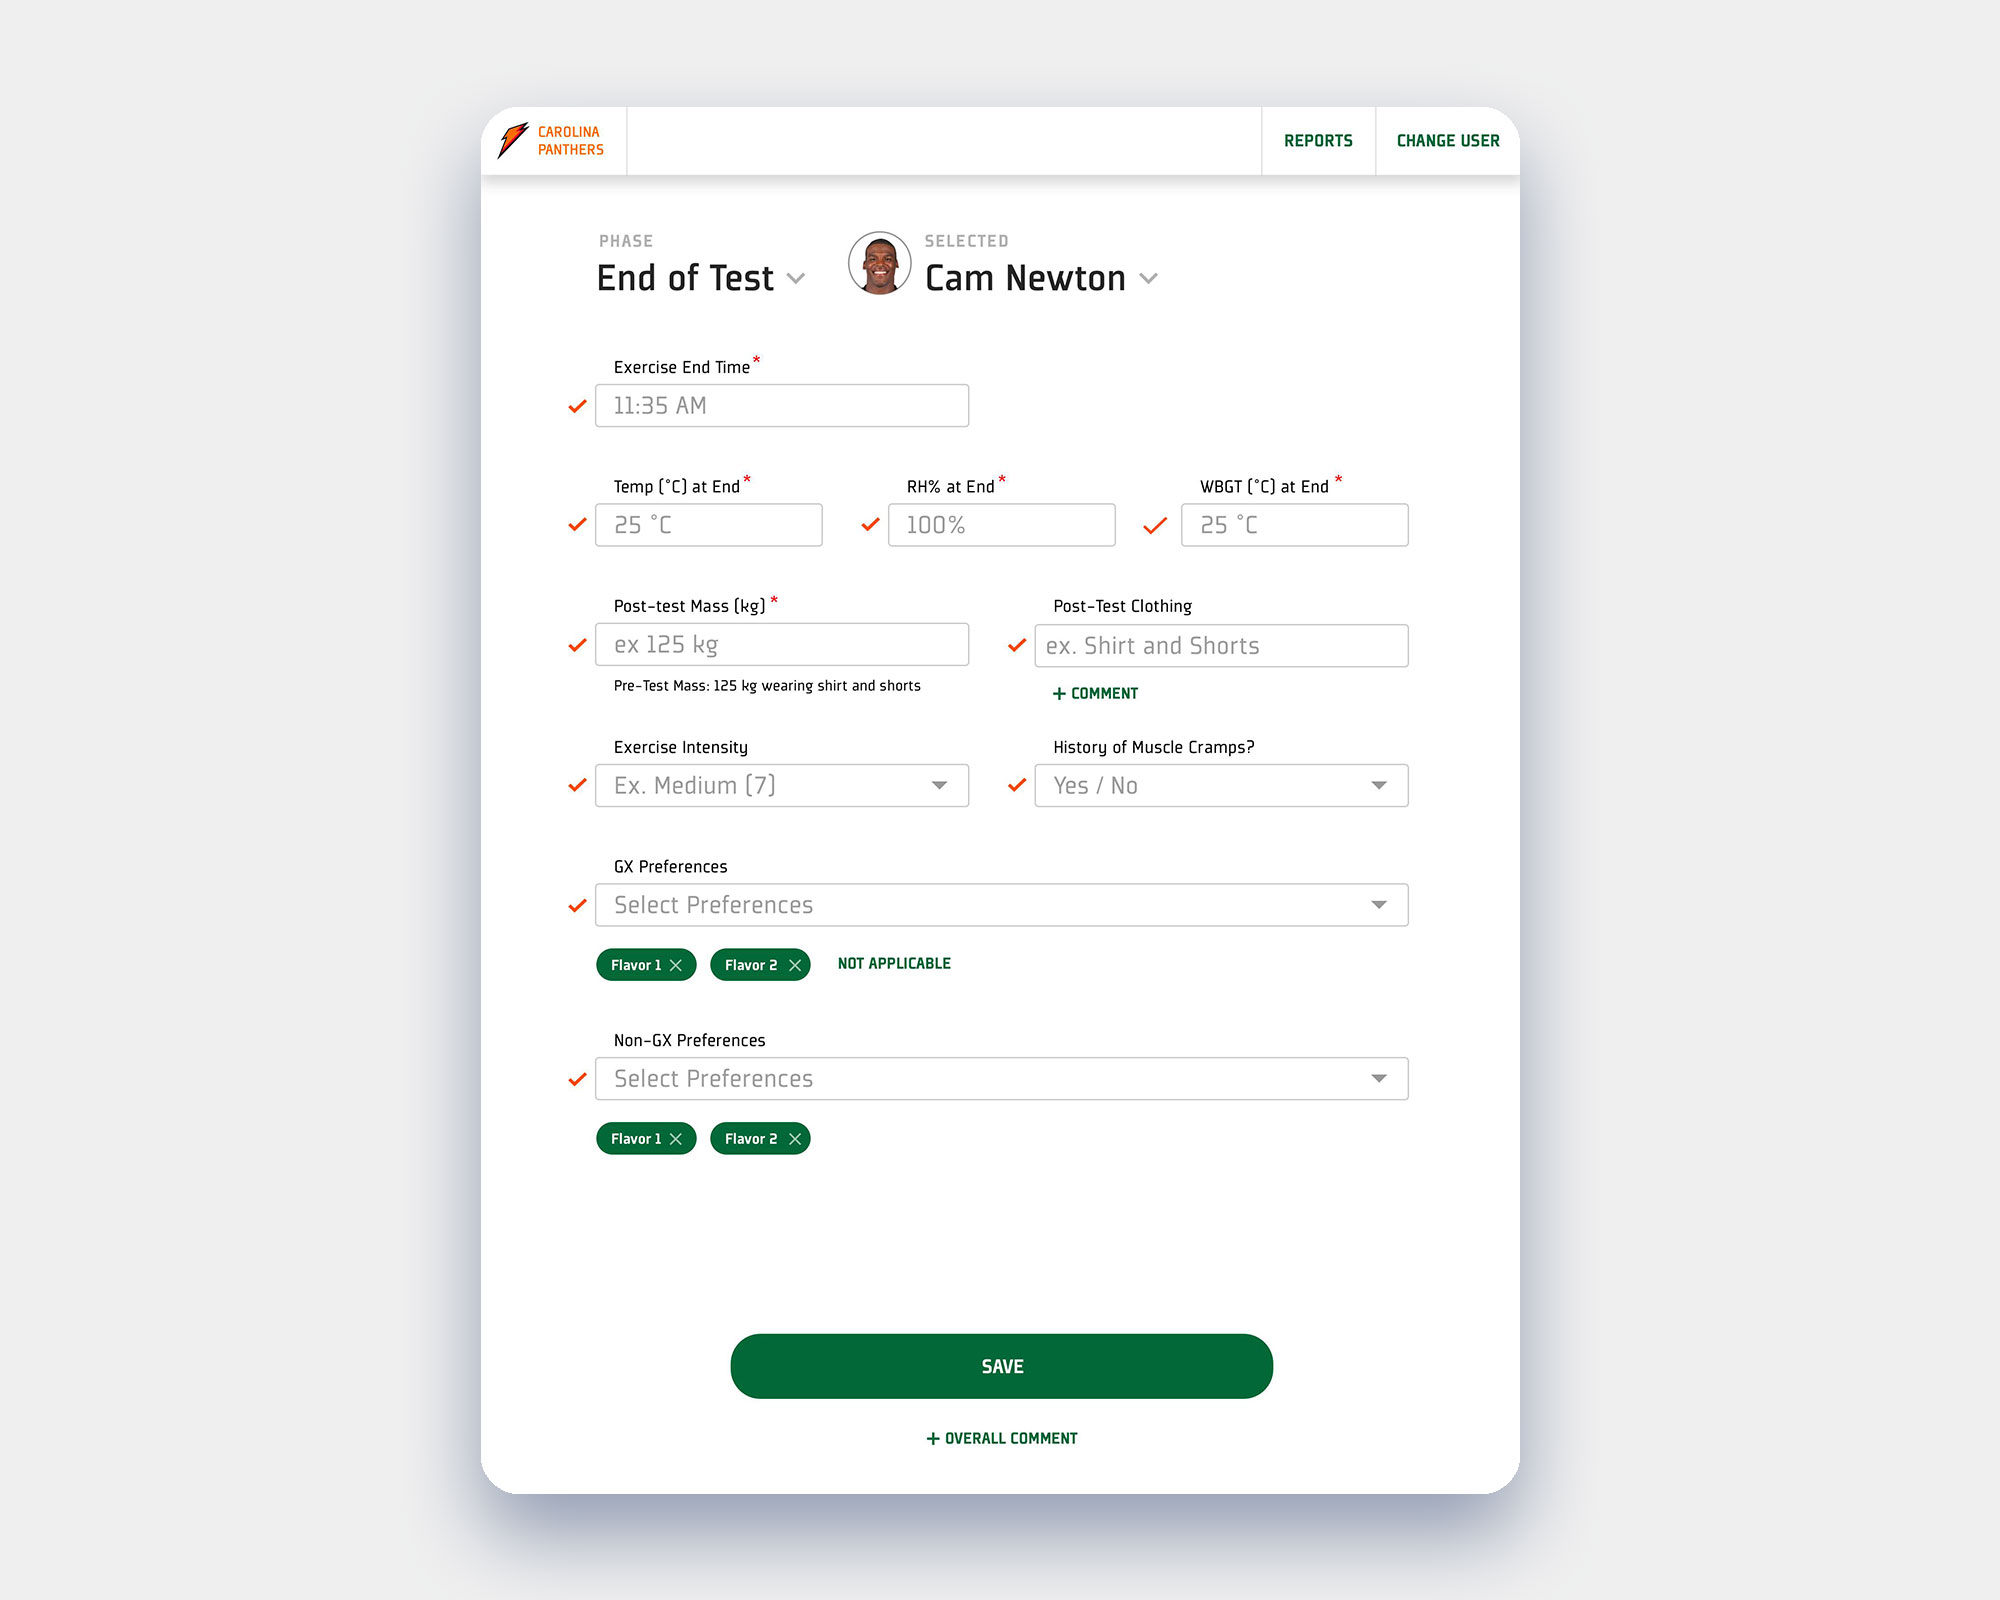 CAROLINA
PANTHERS
REPORTS
CHANGE USER
PHASE
SELECTED
End of Test
Cam Newton
Exercise End Time*
11:35 AM
Temp (°C) at End*
RH% at End*
WBGT (°C) at End *
25 °C
100%
25 °C
Post-test Mass (kg) *
Post-Test Clothing
ex 125 kg
ex. Shirt and Shorts
Pre-Test Mass: 125 kg wearing shirt and shorts
+ COMMENT
Exercise Intensity
History of Muscle Cramps?
Ex. Medium (7)
Yes / No
GX Preferences
Select Preferences
Flavor 1
Flavor 2
NOT APPLICABLE
Non-GX Preferences
Select Preferences
Flavor 1
Flavor 2
SAVE
+ OVERALL COMMENT